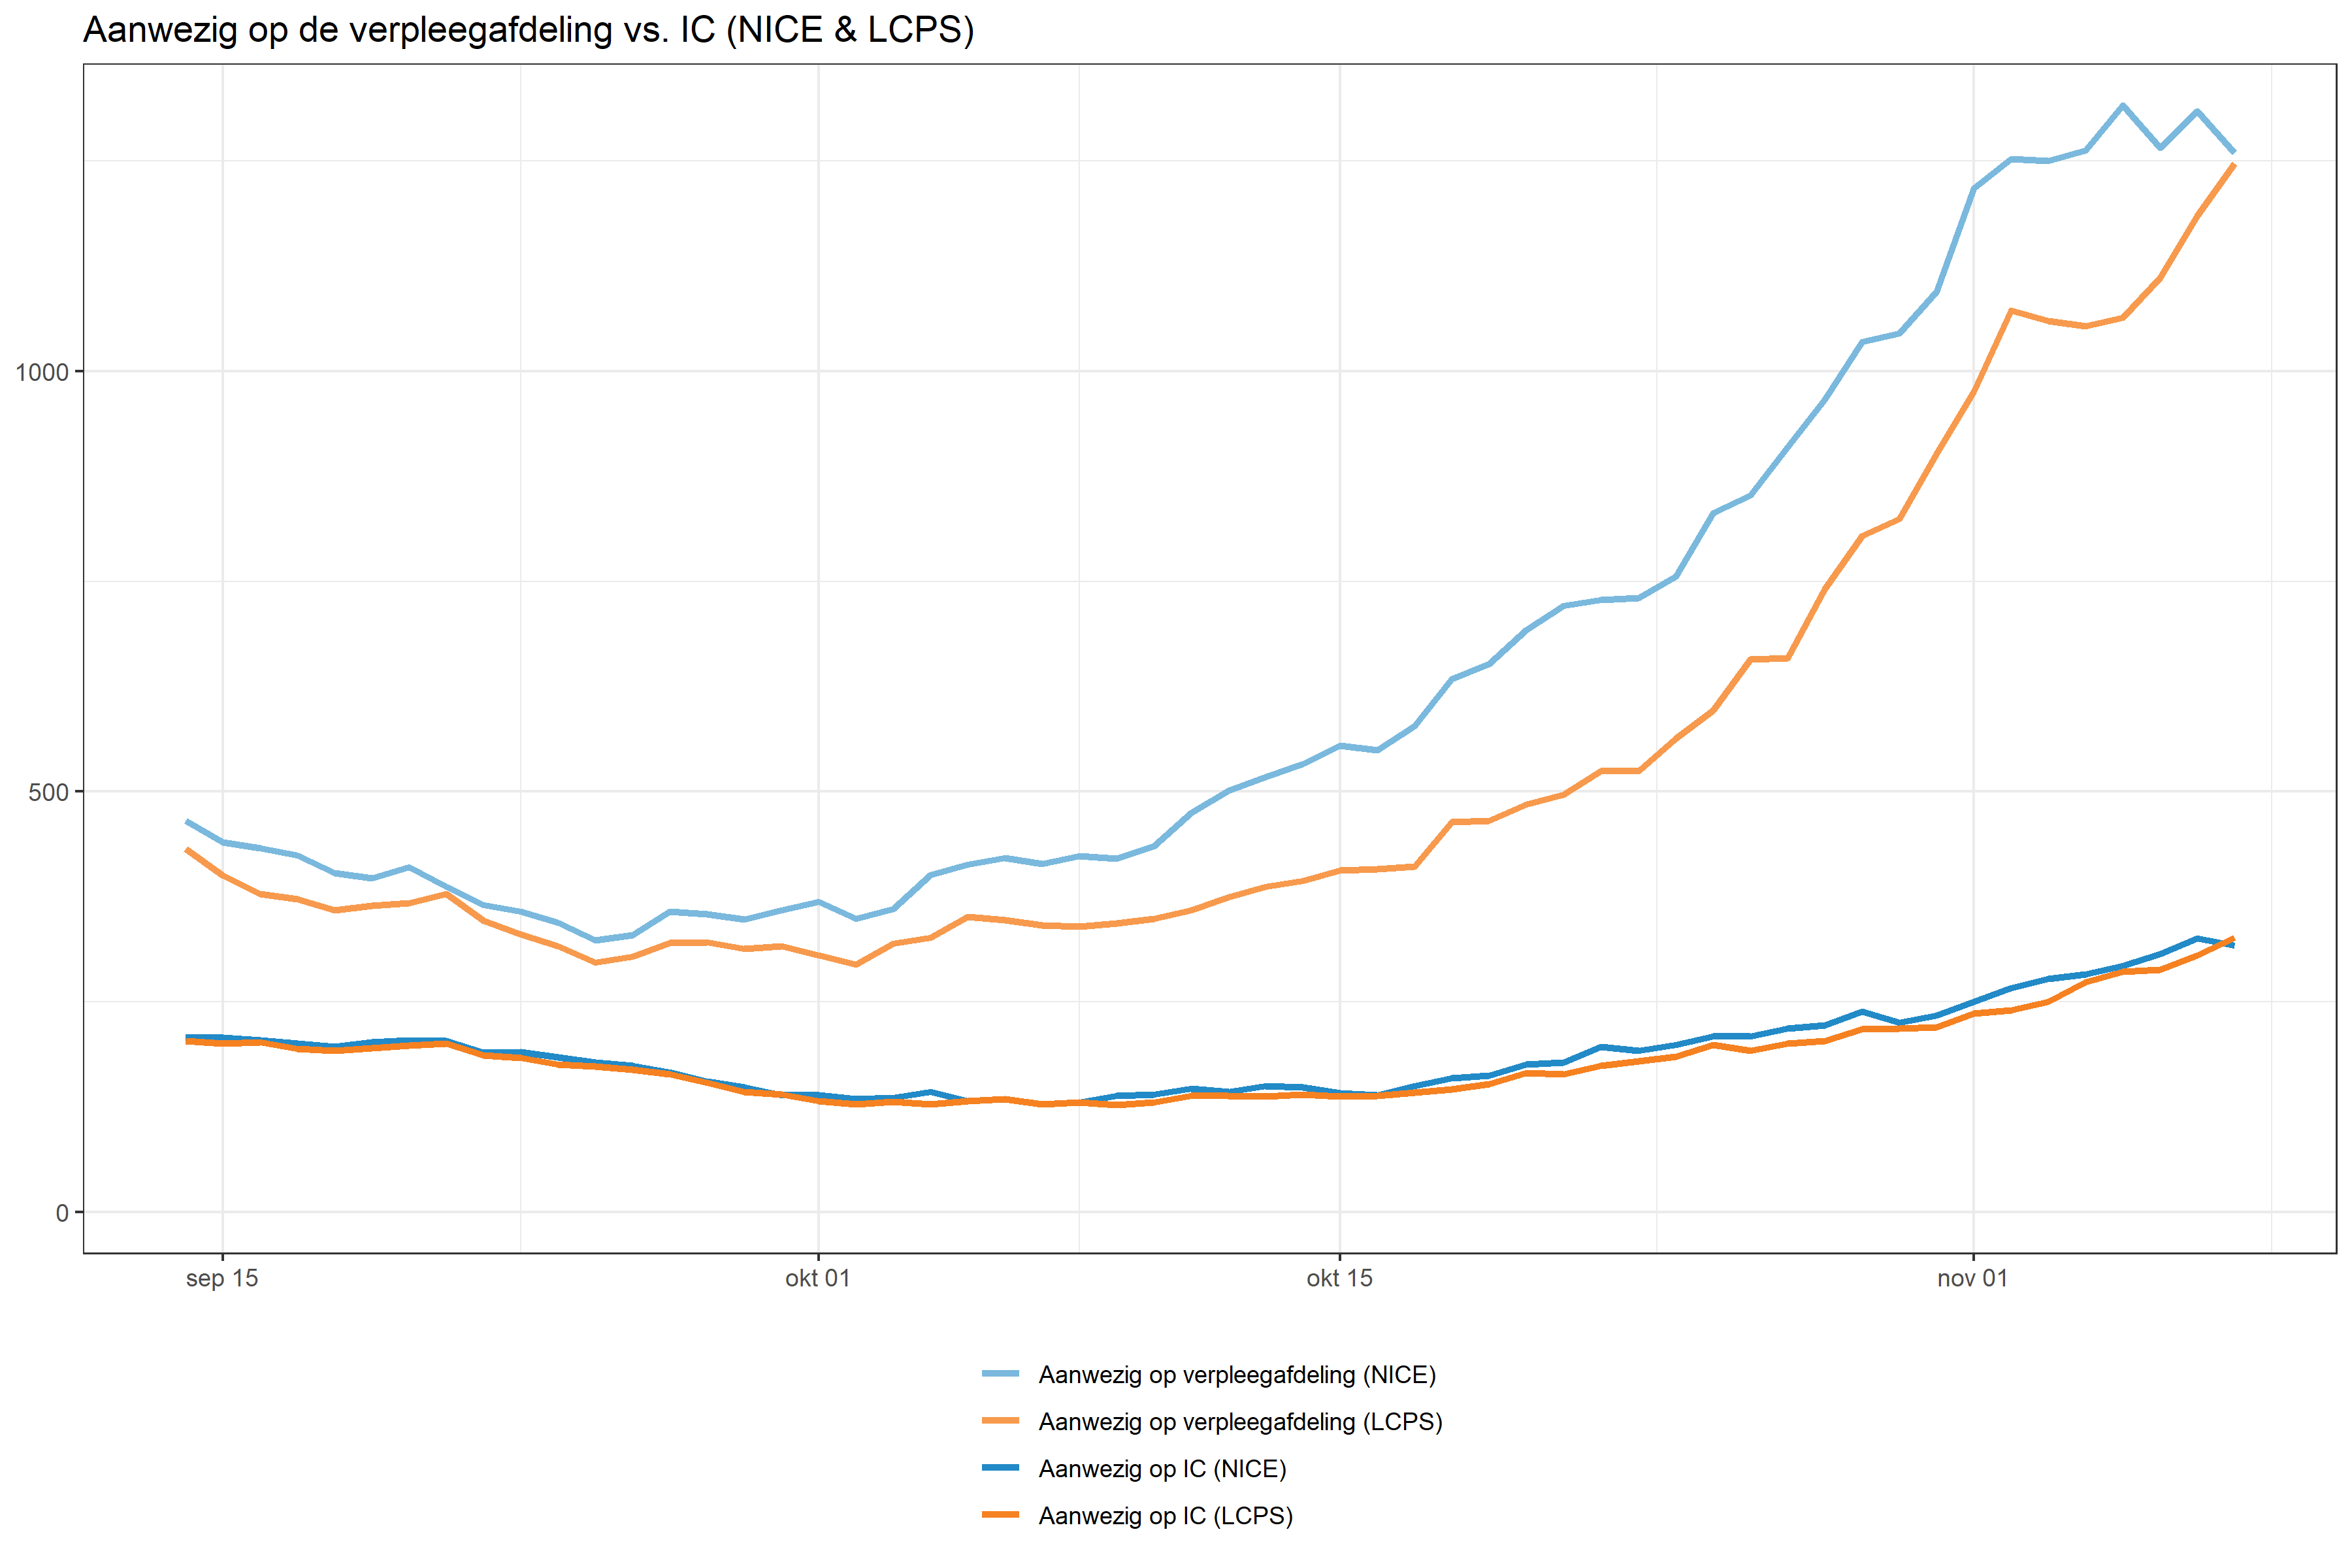 Aanwezig op de verpleegafdeling vs. IC (NICE & LCPS)
1000
500
0
sep 15
okt 01
okt 15
nov 01
Aanwezig op verpleegafdeling (NICE)
Aanwezig op verpleegafdeling (LCPS)
Aanwezig op IC (NICE)
Aanwezig op IC (LCPS)